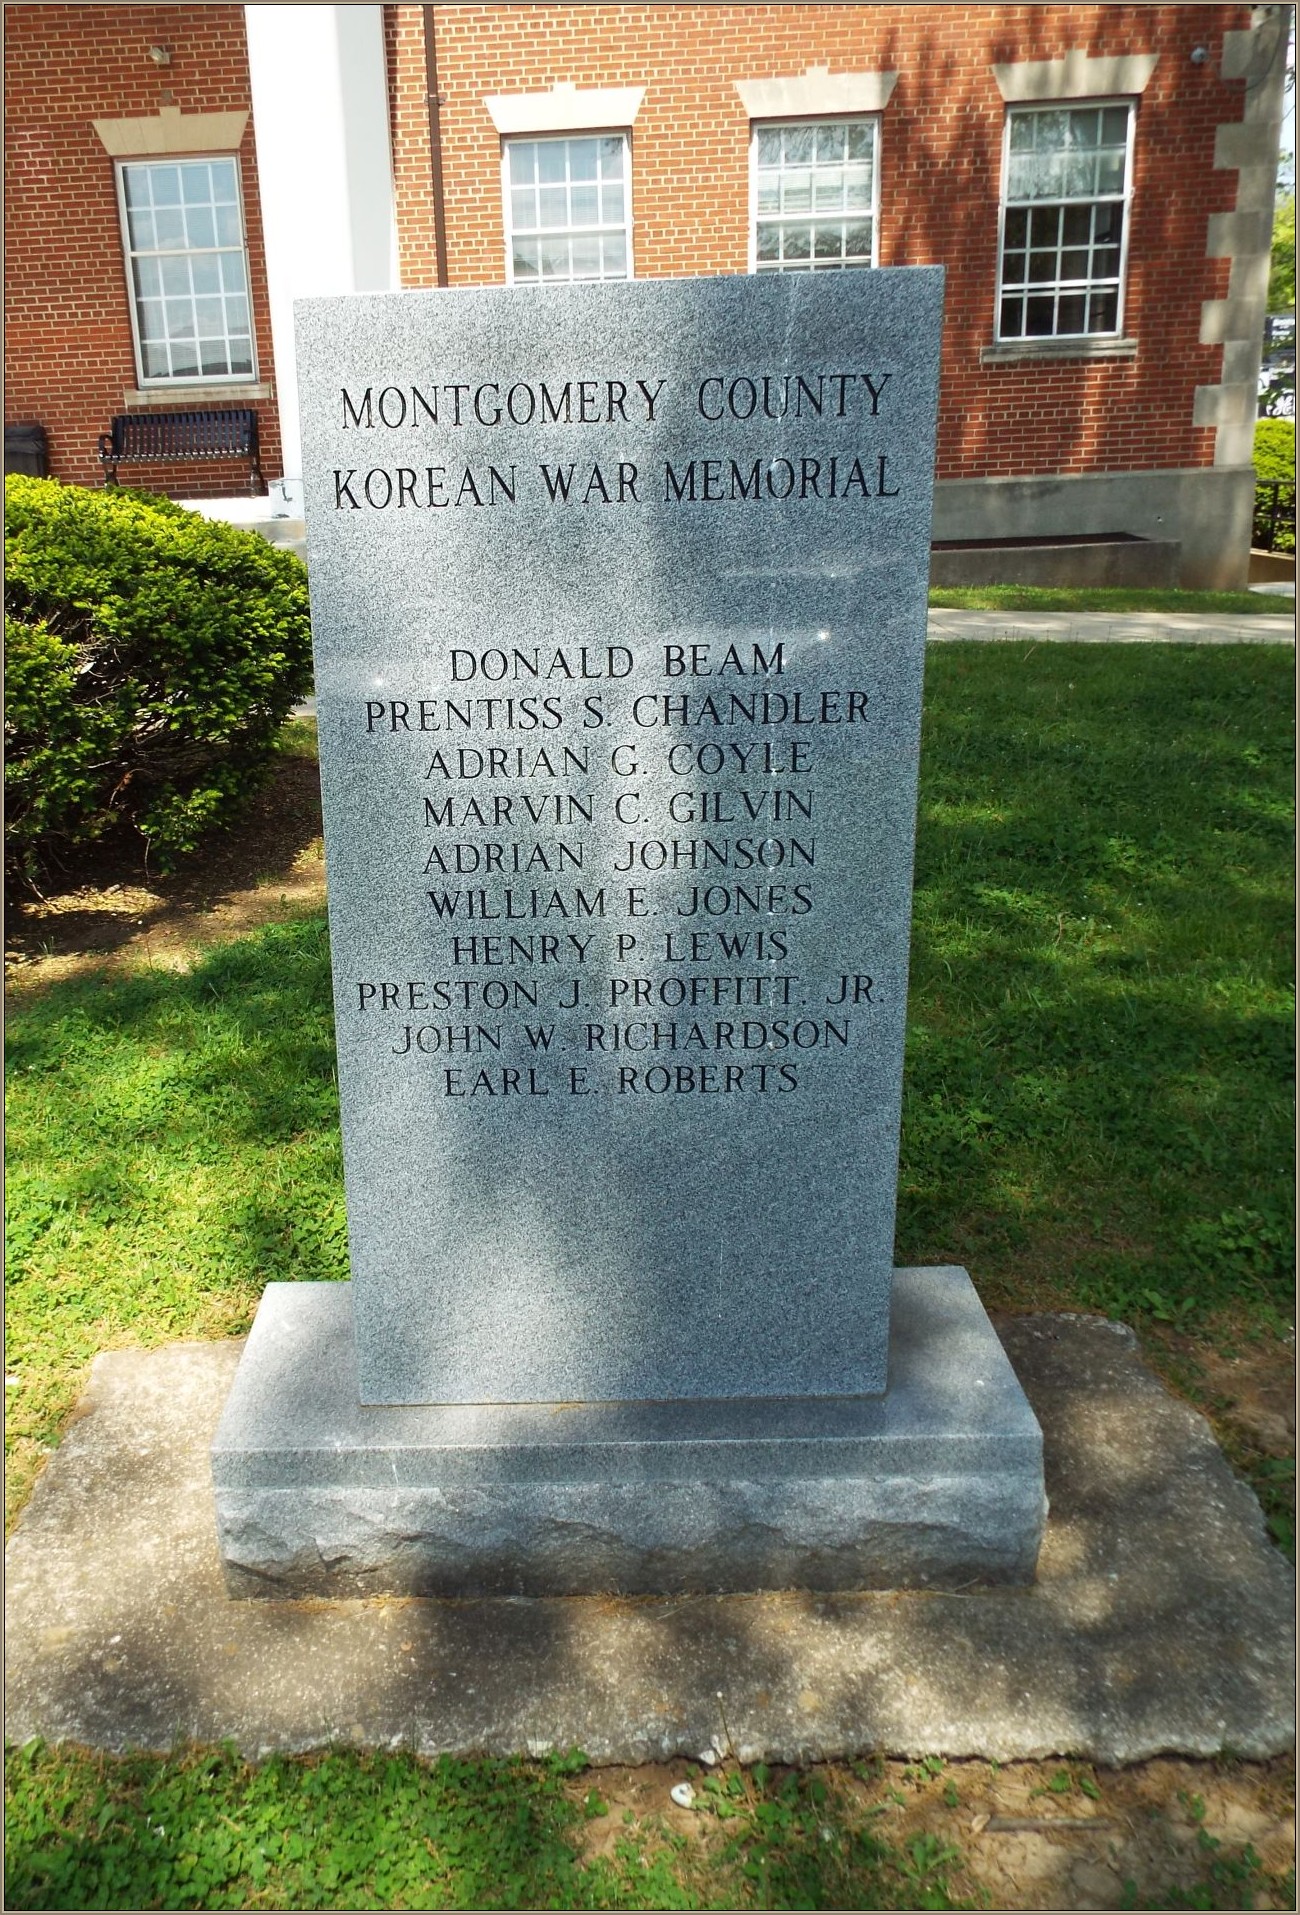 MONTGOMERY COUNTY
KOREAN WAR MEMORIAL
DONALD BEAM
PRENTISS S. CHANDLER
ADRIAN G. COYLE
MARVIN C. GILVIN
ADRIAN JOHNSON
WILLIAM E. JONES
HENRY P. LEWIS
PRESTON J. PROFFITT. JR.
JOHN W. RICHARDSON
EARL E. ROBERTS